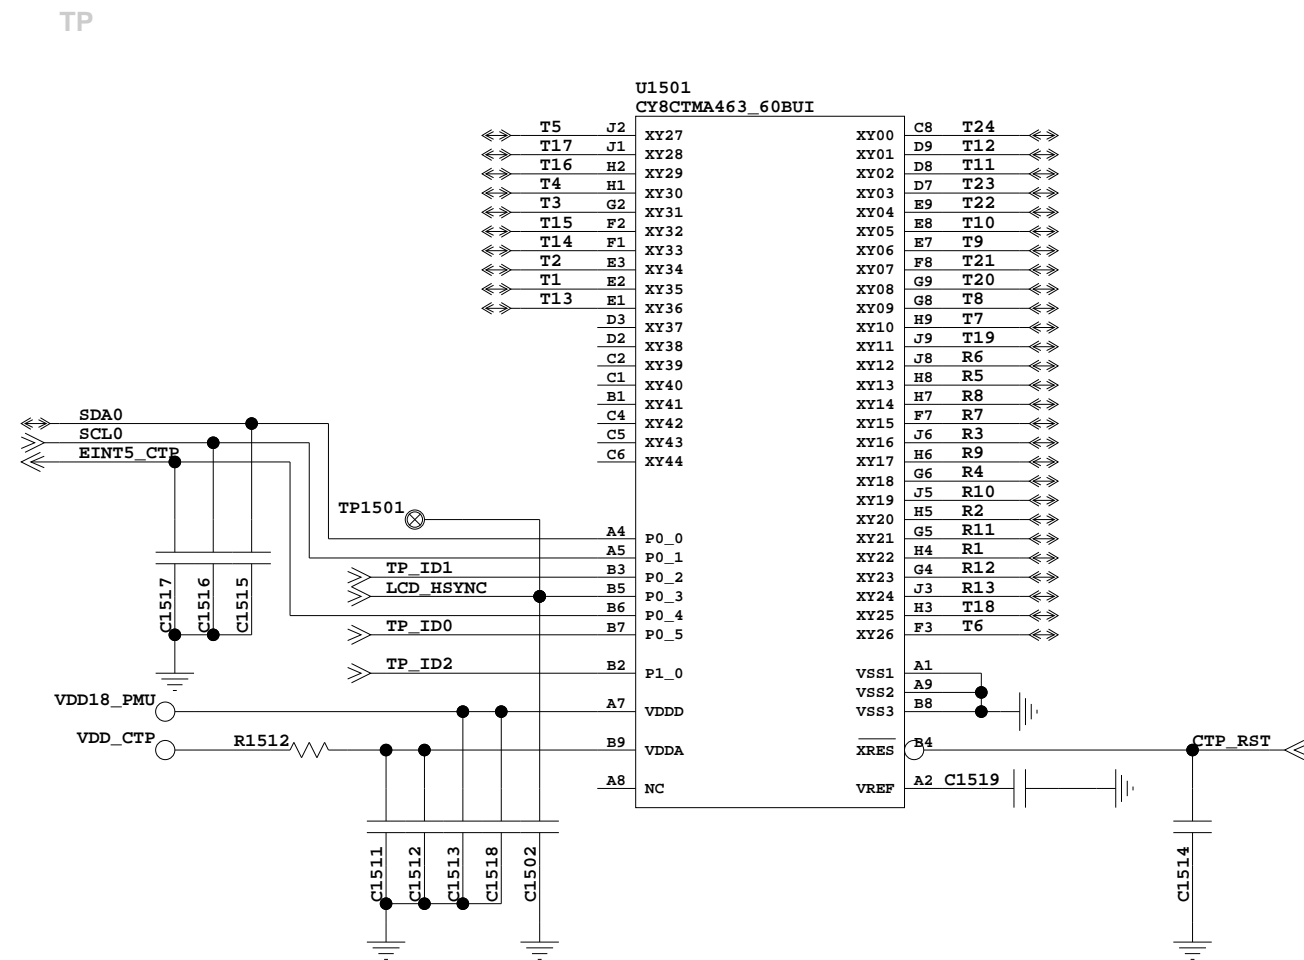 TP
U1501
CY8CTMA463_60BUI
T5 J2 XY27 XY00 C8 T24
T17 J1 XY28 XY01 D9 T12
T16 H2 XY29 XY02 D8 T11
T4 H1 XY30 XY03 D7 T23
T3 G2 XY31 XY04 E9 T22
T15 F2 XY32 XY05 E8 T10
T14 F1 XY33 XY06 E7 T9
T2 E3 XY34 XY07 F8 T21
T1 E2 XY35 XY08 G9 T20
T13 E1 XY36 XY09 G8 T8
D3 XY37 XY10 H9 T7
D2 XY38 XY11 J9 T19
C2 XY39 XY12 J8 R6
C1 XY40 XY13 H8 R5
B1 XY41 XY14 H7 R8
SDA0 C4 XY42 XY15 F7 R7
SCL0 C5 XY43 XY16 J6 R3
EINT5_CTP C6 XY44 XY17 H6 R9
XY18 G6 R4
XY19 J5 R10
TP1501 XY20 H5 R2
A4 P0_0 XY21 G5 R11
A5 P0_1 XY22 H4 R1
TP_ID1 B3 P0_2 XY23 G4 R12
LCD_HSYNC B5 P0_3 XY24 J3 R13
B6 P0_4 XY25 H3 T18
TP_ID0 B7 P0_5 XY26 F3 T6
C1517 C1516 C1515
TP_ID2 B2 P1_0 VSS1 A1
VSS2 A9
VDD18_PMU A7 VDDD VSS3 B8
VDD_CTP R1512 B9 VDDA XRES B4 CTP_RST
A8 NC VREF A2 C1519
C1511 C1512 C1513 C1518 C1502 C1514